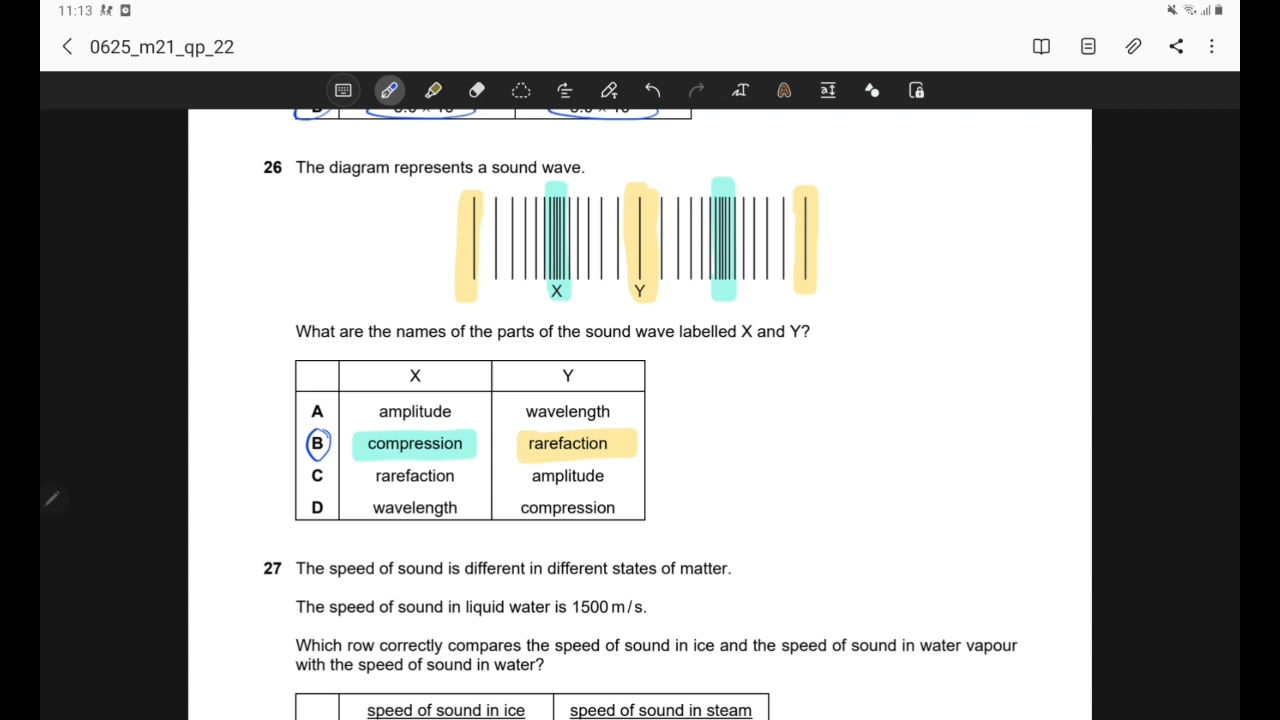 11:13
0625_m21_qp_22
26 The diagram represents a sound wave.
X Y
What are the names of the parts of the sound wave labelled X and Y?
X Y
A amplitude wavelength
B compression rarefaction
C rarefaction amplitude
D wavelength compression
27 The speed of sound is different in different states of matter.
The speed of sound in liquid water is 1500 m/s.
Which row correctly compares the speed of sound in ice and the speed of sound in water vapour
with the speed of sound in water?
speed of sound in ice speed of sound in steam